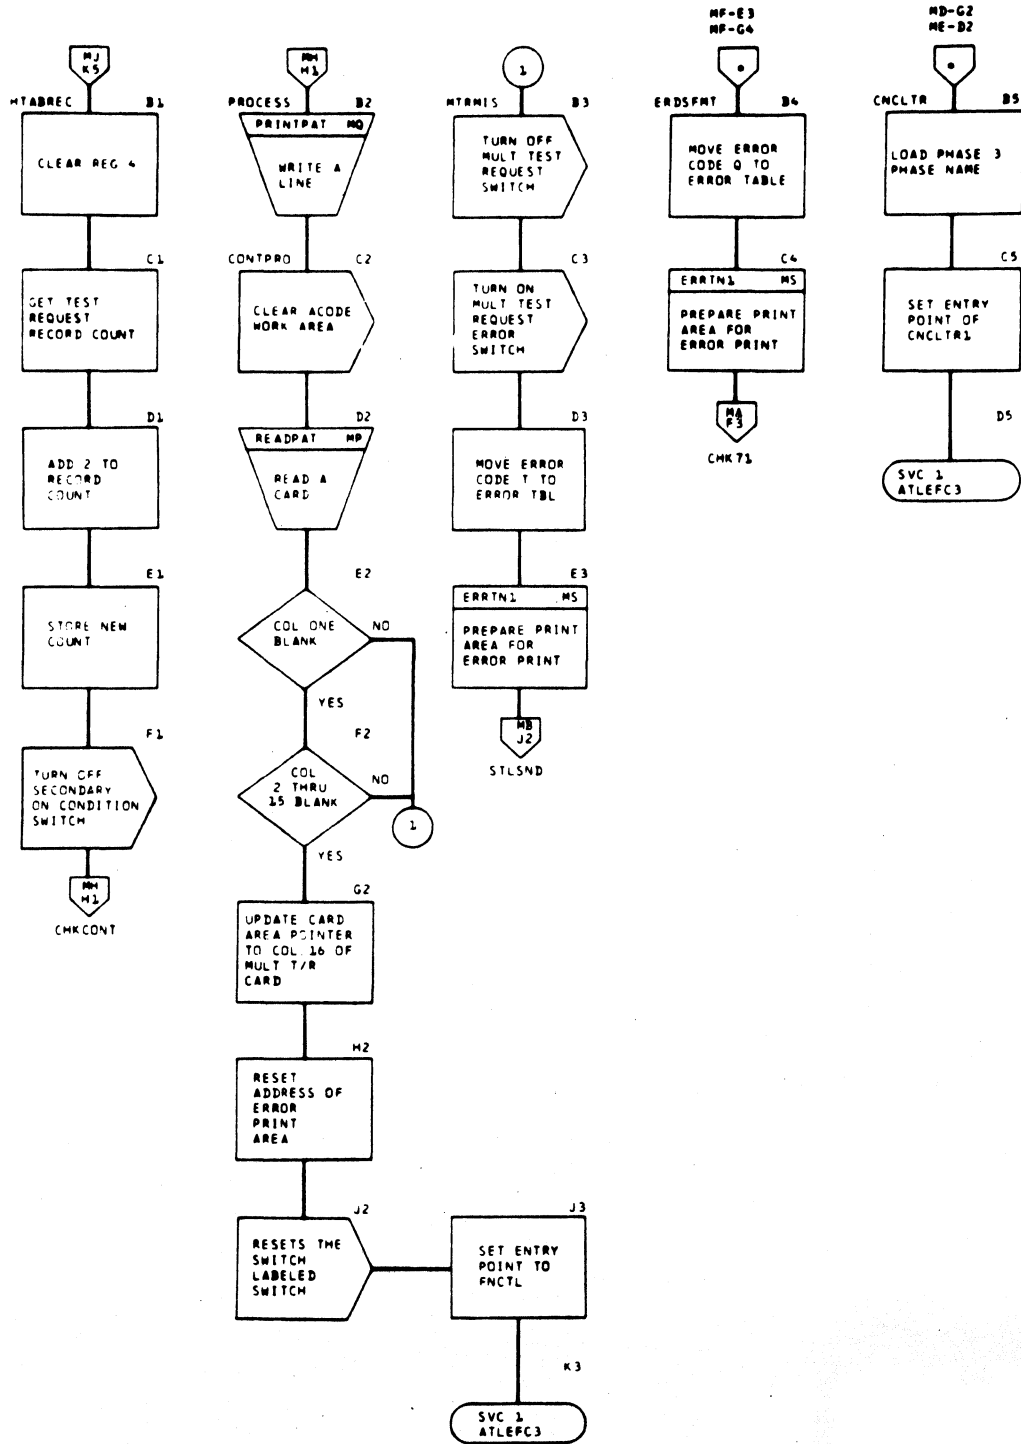 MJ
K5
MTABREC
B1
CLEAR REG 4
C1
GET TEST
REQUEST
RECORD COUNT
D1
ADD 2 TO
RECORD
COUNT
E1
STORE NEW
COUNT
F1
TURN OFF
SECONDARY
ON CONDITION
SWITCH
MH
H1
CHKCONT
MH
H1
PROCESS
B2
PRINTPAT MQ
WRITE A
LINE
CONTPRO
C2
CLEAR ACODE
WORK AREA
D2
READPAT MP
READ A
CARD
E2
COL ONE
BLANK
NO
YES
F2
COL
2 THRU
15 BLANK
NO
1
YES
G2
UPDATE CARD
AREA POINTER
TO COL 16 OF
MULT T/R
CARD
H2
RESET
ADDRESS OF
ERROR
PRINT
AREA
J2
RESETS THE
SWITCH
LABELED
SWITCH
1
MTRMIS
B3
TURN OFF
MULT TEST
REQUEST
SWITCH
C3
TURN ON
MULT TEST
REQUEST
ERROR
SWITCH
D3
MOVE ERROR
CODE T TO
ERROR TBL
E3
ERRTN1 MS
PREPARE PRINT
AREA FOR
ERROR PRINT
MB
J2
STLSND
J3
SET ENTRY
POINT TO
FNCTL
K3
SVC 1
ATLEFC3
MF-E3
MF-G4
ERDSFMT
B4
MOVE ERROR
CODE Q TO
ERROR TABLE
C4
ERRTN1 MS
PREPARE PRINT
AREA FOR
ERROR PRINT
MA
F3
CHK71
MD-G2
ME-D2
CNCLTR
B5
LOAD PHASE 3
PHASE NAME
C5
SET ENTRY
POINT OF
CNCLTR1
D5
SVC 1
ATLEFC3